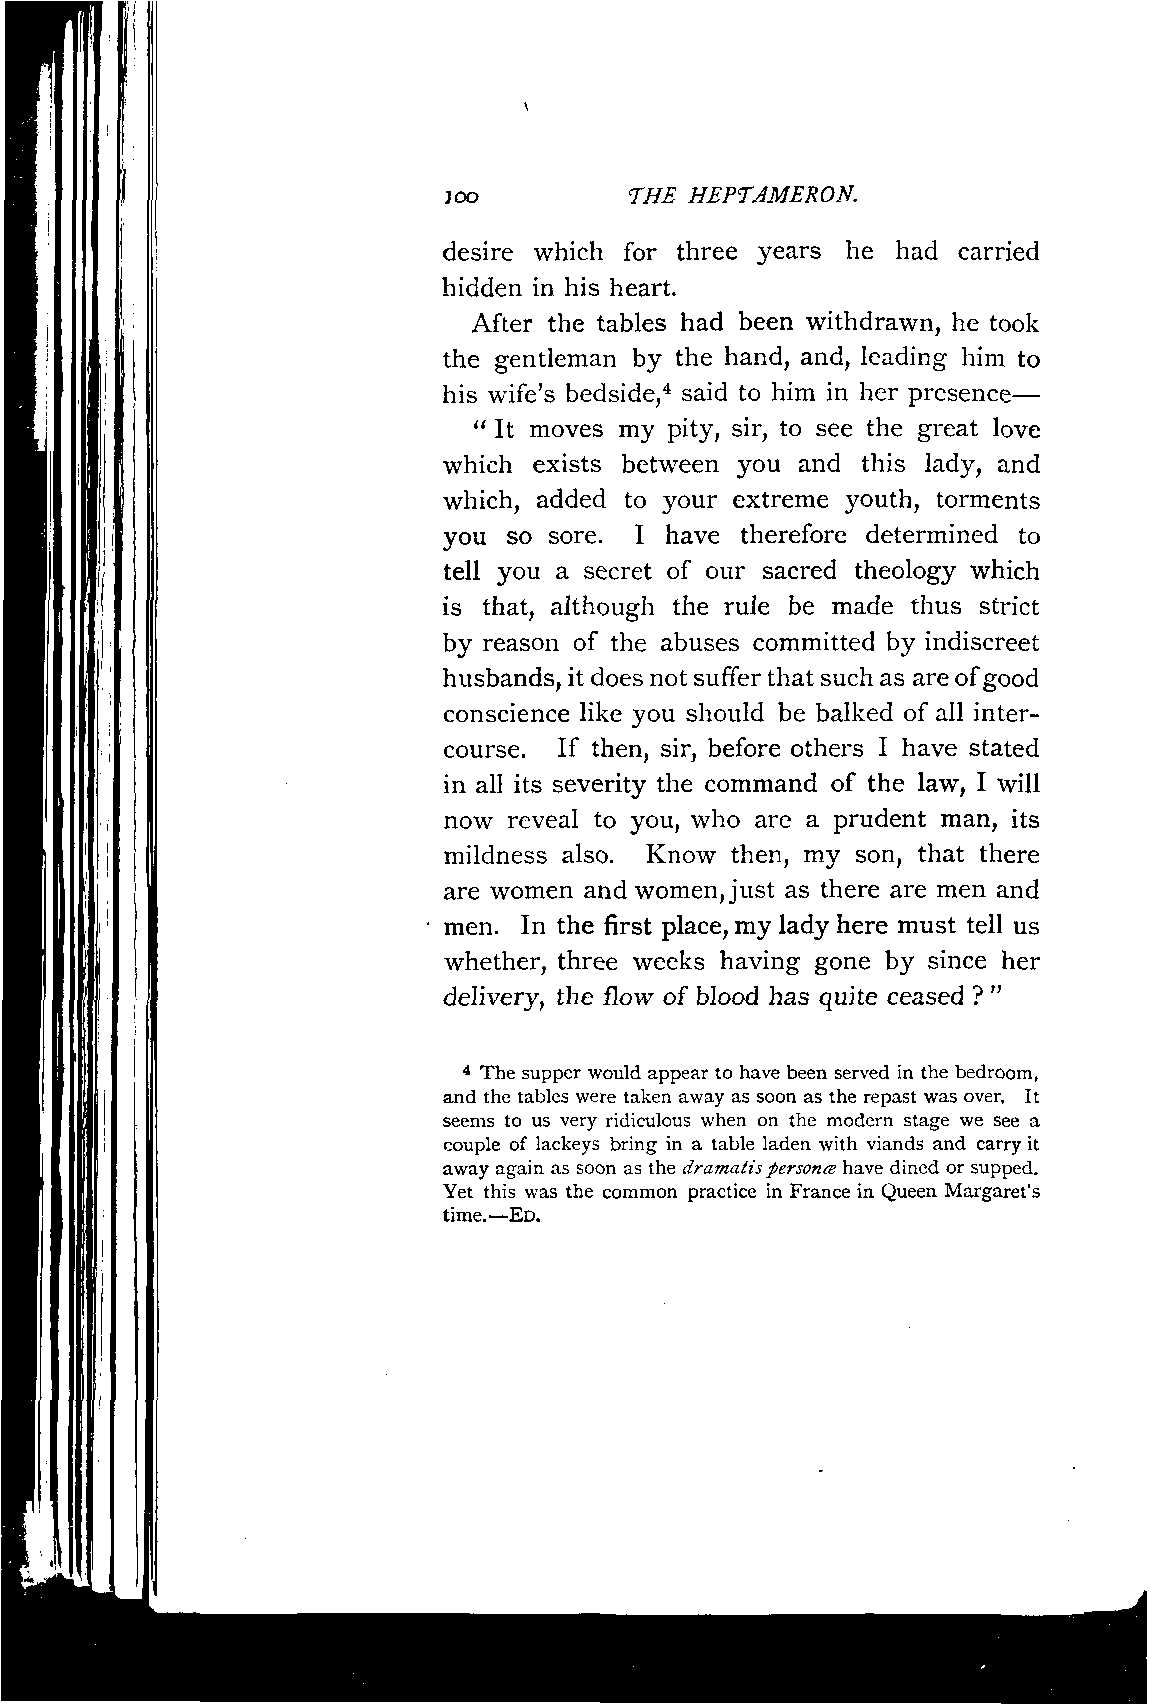 100 THE HEPTAMERON.
desire which for three years he had carried
hidden in his heart.
After the tables had been withdrawn, he took
the gentleman by the hand, and, leading him to
his wife's bedside,⁴ said to him in her presence—
" It moves my pity, sir, to see the great love
which exists between you and this lady, and
which, added to your extreme youth, torments
you so sore. I have therefore determined to
tell you a secret of our sacred theology which
is that, although the rule be made thus strict
by reason of the abuses committed by indiscreet
husbands, it does not suffer that such as are of good
conscience like you should be balked of all inter-
course. If then, sir, before others I have stated
in all its severity the command of the law, I will
now reveal to you, who are a prudent man, its
mildness also. Know then, my son, that there
are women and women, just as there are men and
men. In the first place, my lady here must tell us
whether, three weeks having gone by since her
delivery, the flow of blood has quite ceased ? "
⁴ The supper would appear to have been served in the bedroom,
and the tables were taken away as soon as the repast was over. It
seems to us very ridiculous when on the modern stage we see a
couple of lackeys bring in a table laden with viands and carry it
away again as soon as the dramatis personæ have dined or supped.
Yet this was the common practice in France in Queen Margaret's
time.—ED.